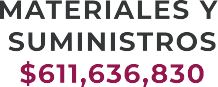 MATERIALES Y
SUMINISTROS
$611,636,830